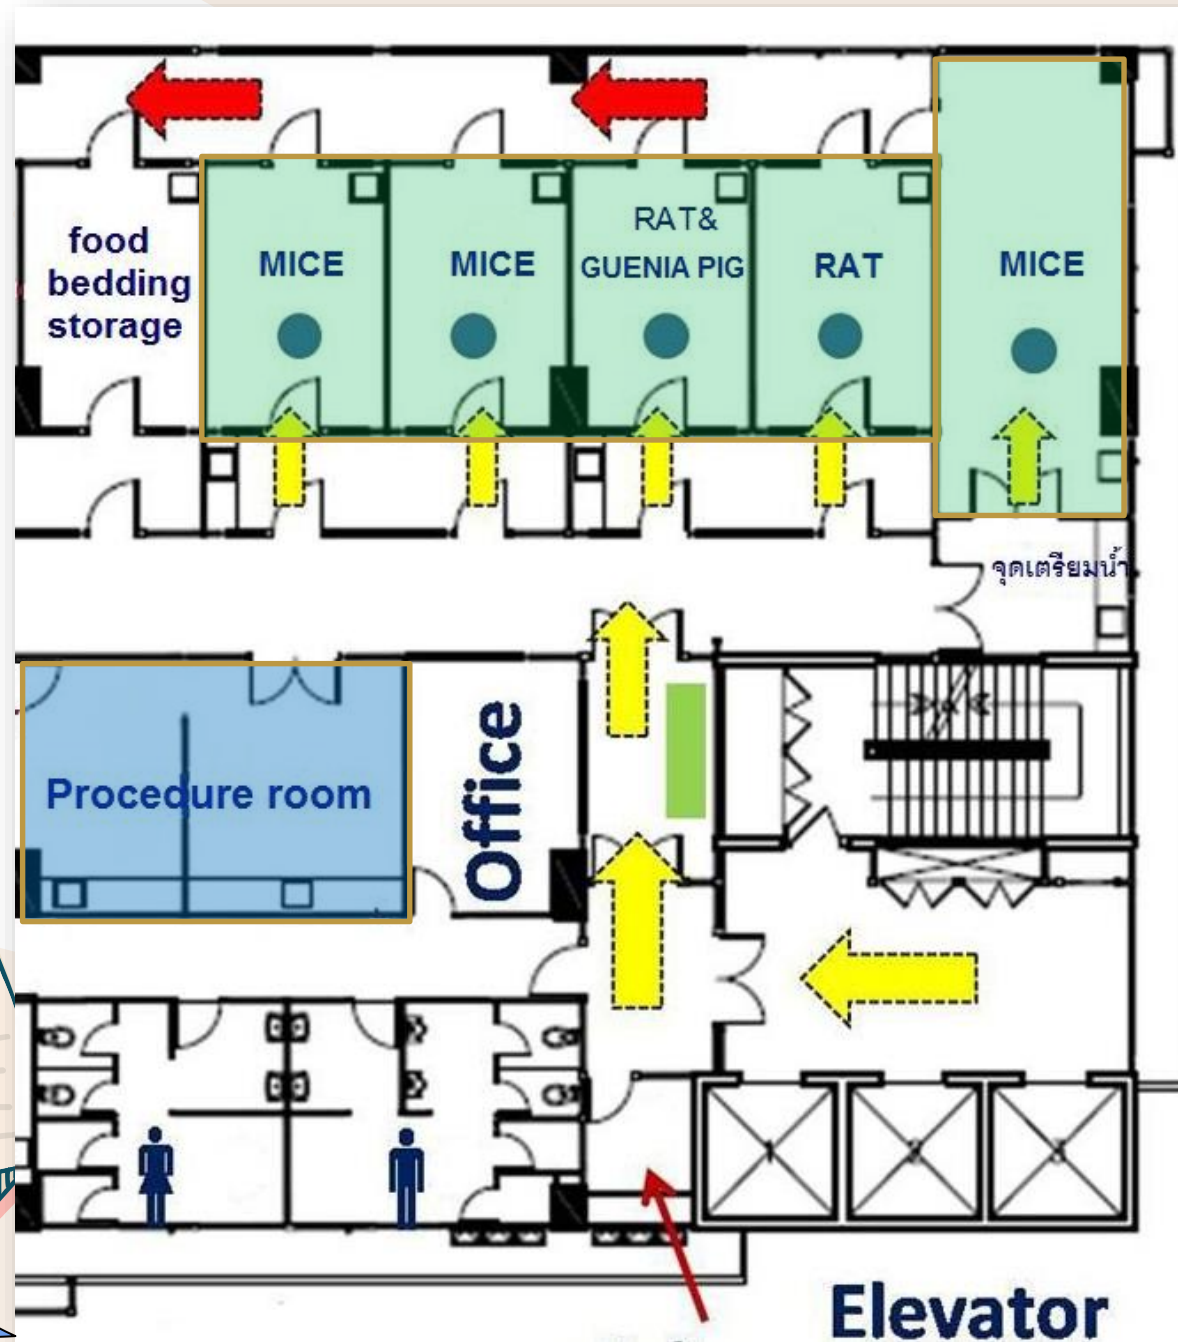 food
bedding
storage
MICE
MICE
RAT&
GUENIA PIG
RAT
MICE
จุดเตรียมน้ำ
Procedure room
Office
Elevator